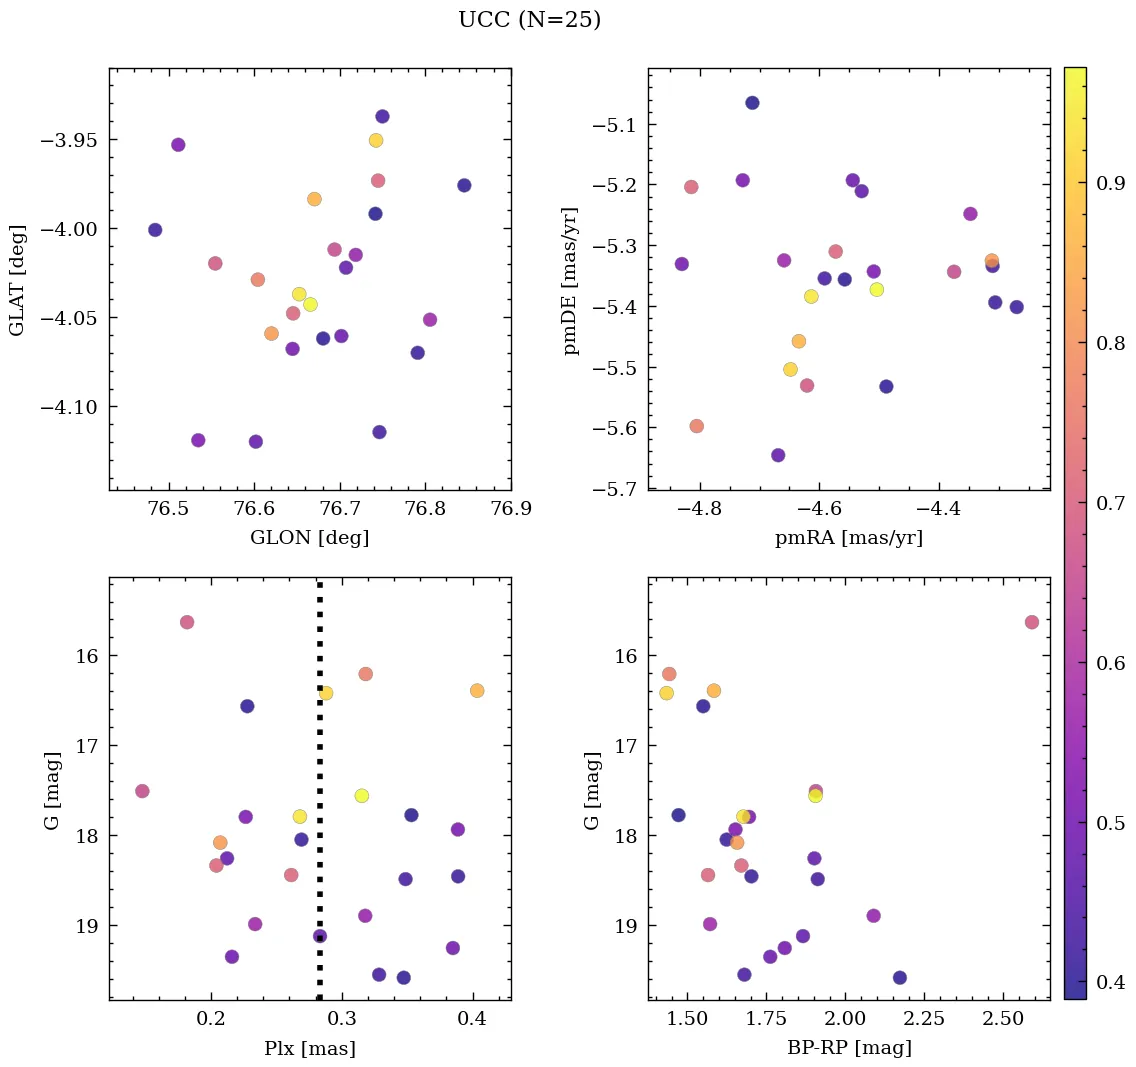 UCC (N=25)
−3.95
−4.00
−4.05
−4.10
GLAT [deg]
76.5 76.6 76.7 76.8 76.9
GLON [deg]
−5.1
−5.2
−5.3
−5.4
−5.5
−5.6
−5.7
pmDE [mas/yr]
−4.8 −4.6 −4.4
pmRA [mas/yr]
16
17
18
19
G [mag]
0.2 0.3 0.4
Plx [mas]
16
17
18
19
G [mag]
1.50 1.75 2.00 2.25 2.50
BP-RP [mag]
0.9
0.8
0.7
0.6
0.5
0.4